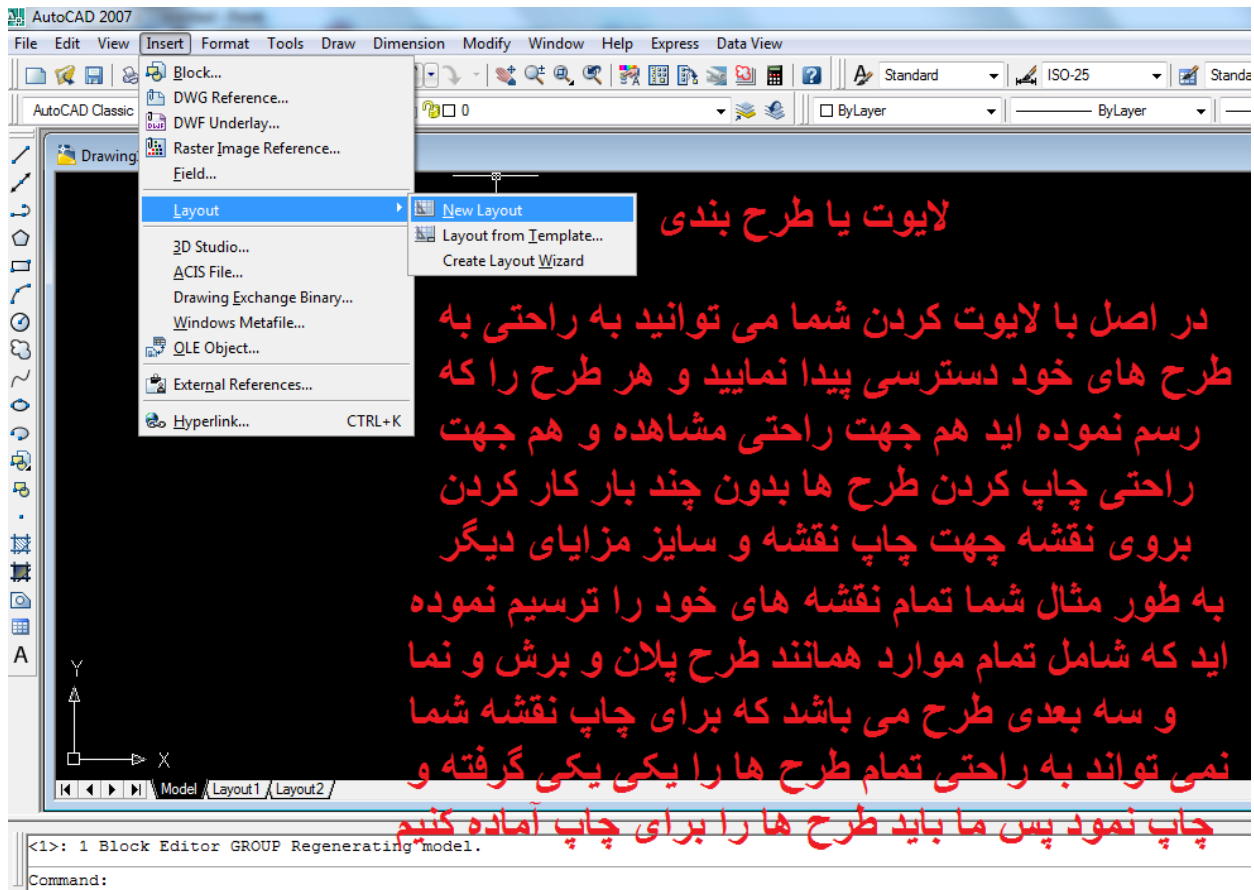 AutoCAD 2007
File Edit View Insert Format Tools Draw Dimension Modify Window Help Express Data View
Standard ISO-25
AutoCAD Classic 0 ByLayer ByLayer
Block...
DWG Reference...
DWF Underlay...
Raster Image Reference...
Field...
Layout
3D Studio...
ACIS File...
Drawing Exchange Binary...
Windows Metafile...
OLE Object...
External References...
Hyperlink... CTRL+K
New Layout
Layout from Template...
Create Layout Wizard
لایوت یا طرح بندی
در اصل با لایوت کردن شما می توانید به راحتی به
طرح های خود دسترسی پیدا نمایید و هر طرح را که
رسم نموده اید هم جهت راحتی مشاهده و هم جهت
راحتی چاپ کردن طرح ها بدون چند بار کار کردن
بروی نقشه چهت چاپ نقشه و سایز مزایای دیگر
به طور مثال شما تمام نقشه های خود را ترسیم نموده
اید که شامل تمام موارد همانند طرح پلان و برش و نما
و سه بعدی طرح می باشد که برای چاپ نقشه شما
نمی تواند به راحتی تمام طرح ها را یکی یکی گرفته و
چاپ نمود پس ما باید طرح ها را برای چاپ آماده کنیم
Y
X
Model Layout1 Layout2
<1>: 1 Block Editor GROUP Regenerating model.
Command: